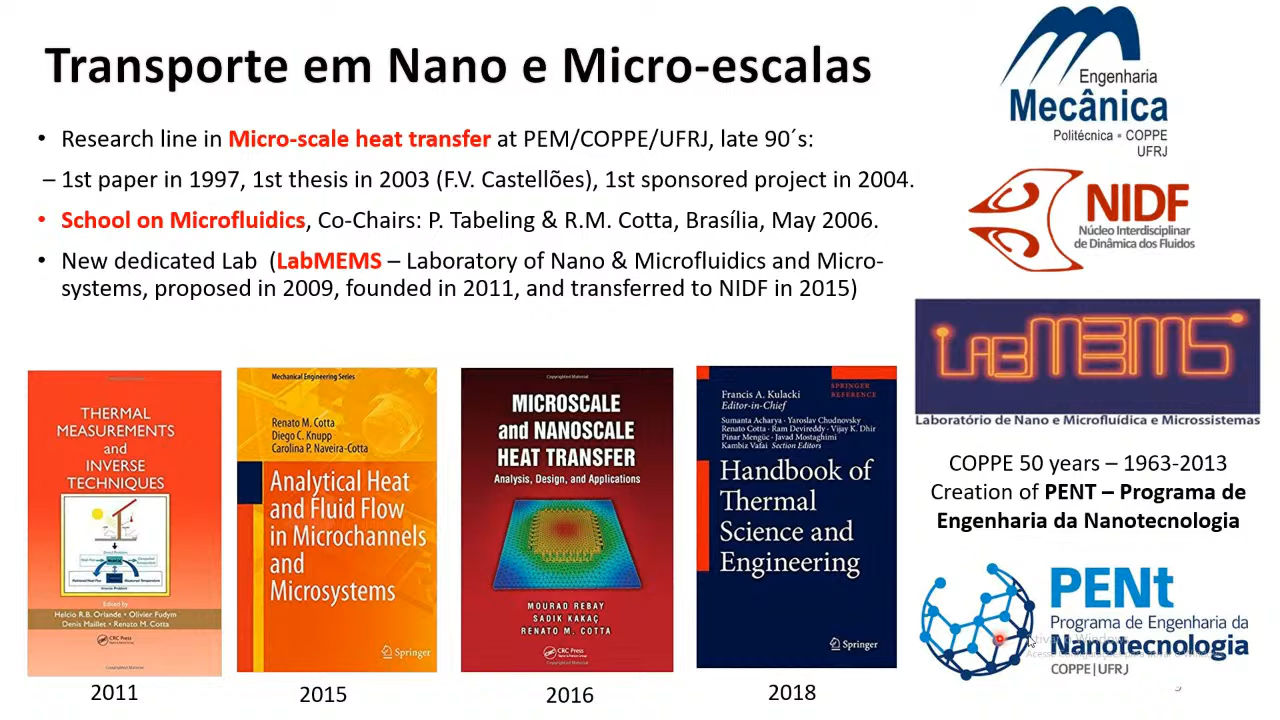 Transporte em Nano e Micro-escalas
• Research line in Micro-scale heat transfer at PEM/COPPE/UFRJ, late 90´s:
– 1st paper in 1997, 1st thesis in 2003 (F.V. Castellões), 1st sponsored project in 2004.
• School on Microfluidics, Co-Chairs: P. Tabeling & R.M. Cotta, Brasília, May 2006.
• New dedicated Lab (LabMEMS – Laboratory of Nano & Microfluidics and Micro-
systems, proposed in 2009, founded in 2011, and transferred to NIDF in 2015)
Engenharia
Mecânica
Politécnica • COPPE
UFRJ
NIDF
Núcleo Interdisciplinar
de Dinâmica dos Fluidos
LABMEMS
Laboratório de Nano e Microfluídica e Microssistemas
COPPE 50 years – 1963-2013
Creation of PENT – Programa de
Engenharia da Nanotecnologia
PENt
Programa de Engenharia da
Nanotecnologia
COPPE|UFRJ
Ativar o Windows
THERMAL
MEASUREMENTS
and
INVERSE
TECHNIQUES
Edited by
Helcio R.B. Orlande • Olivier Fudym
Denis Maillet • Renato M. Cotta
CRC Press
2011
Mechanical Engineering Series
Renato M. Cotta
Diego C. Knupp
Carolina P. Naveira-Cotta
Analytical Heat
and Fluid Flow
in Microchannels
and
Microsystems
Springer
2015
MICROSCALE
and NANOSCALE
HEAT TRANSFER
Analysis, Design, and Applications
MOURAD REBAY
SADIK KAKAÇ
RENATO M. COTTA
CRC Press
2016
SPRINGER
REFERENCE
Francis A. Kulacki
Editor-in-Chief
Sumanta Acharya · Yaroslav Chudnovsky
Renato Cotta · Ram Devireddy · Vijay K. Dhir
Pinar Mengüç · Javad Mostaghimi
Kambiz Vafai Section Editors
Handbook of
Thermal
Science and
Engineering
Springer
2018